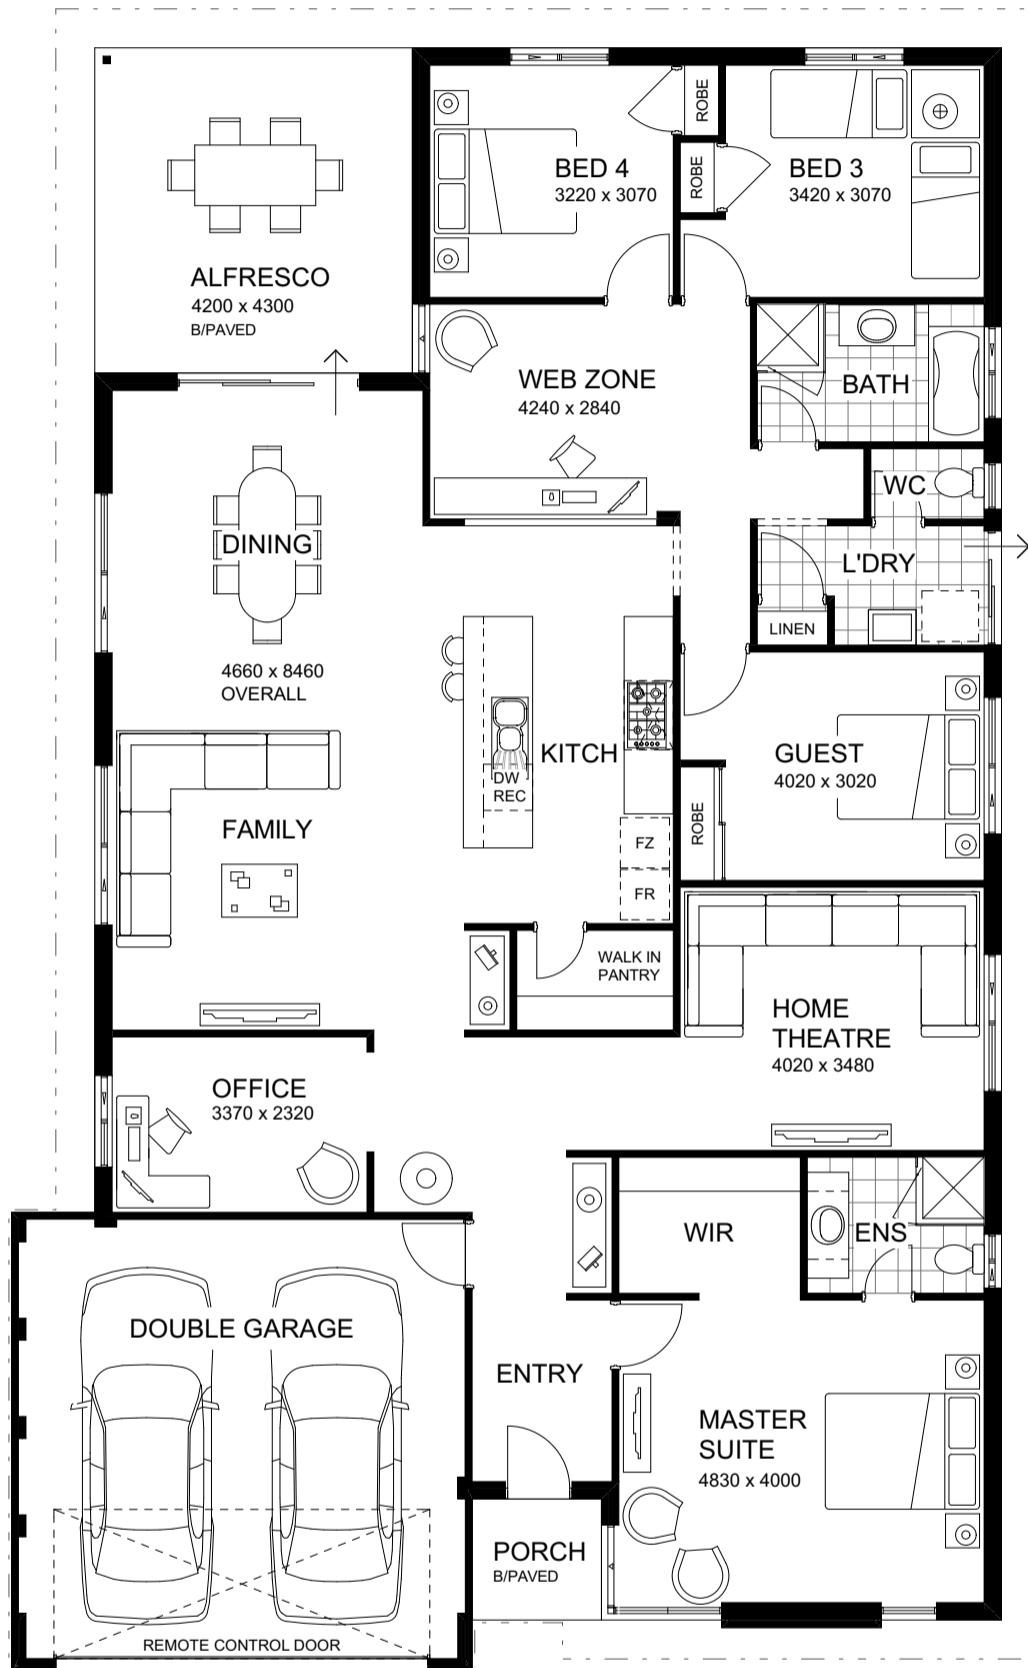 ROBE
BED 4
3220 x 3070
ROBE
BED 3
3420 x 3070
ALFRESCO
4200 x 4300
B/PAVED
WEB ZONE
4240 x 2840
BATH
WC
DINING
L'DRY
LINEN
4660 x 8460
OVERALL
KITCH
GUEST
4020 x 3020
DW
REC
ROBE
FAMILY
FZ
FR
WALK IN
PANTRY
HOME
THEATRE
4020 x 3480
OFFICE
3370 x 2320
WIR
ENS
DOUBLE GARAGE
ENTRY
MASTER
SUITE
4830 x 4000
PORCH
B/PAVED
REMOTE CONTROL DOOR